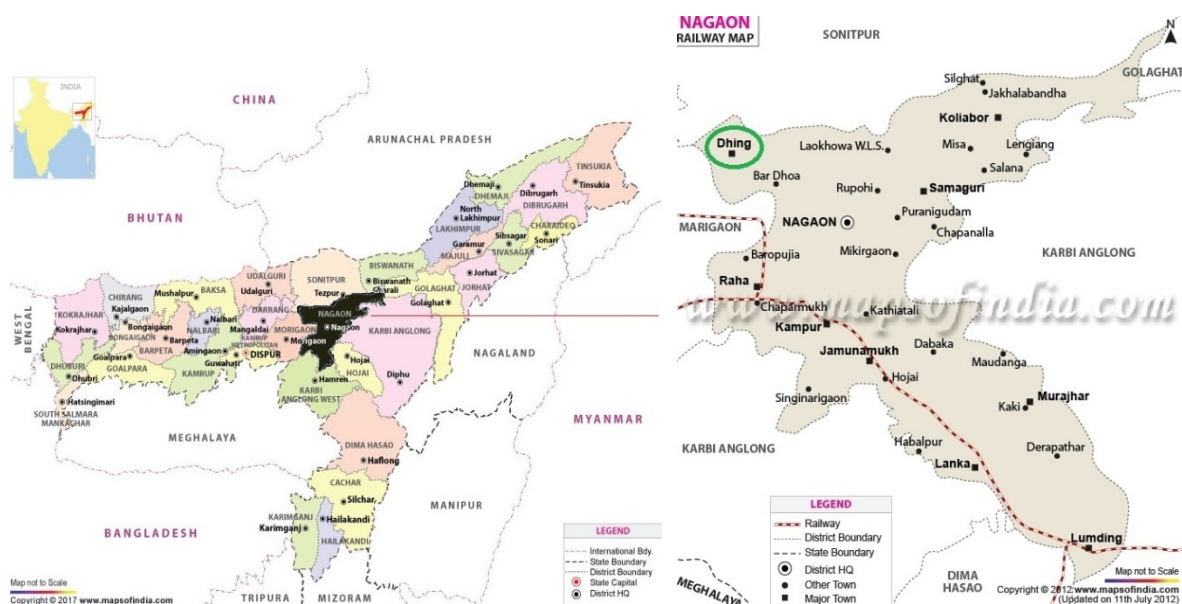 INDIA
CHINA
ARUNACHAL PRADESH
BHUTAN
TINSUKIA
Tinsukia
Dhemaji
DHEMAJI
Dibrugarh
DIBRUGARH
North
Lakhimpur
LAKHIMPUR
CHARAIDEO
Sonari
Sibsagar
SIVASAGAR
Garamur
MAJULI
Jorhat
JORHAT
BISWANATH
Biswanath
Charali
GOLAGHAT
Golaghat
UDALGURI
Udalguri
SONITPUR
Tezpur
BAKSA
Mushalpur
CHIRANG
Kajalgaon
KOKRAJHAR
Kokrajhar
WEST
BENGAL
Bongaigaon
BONGAIGAON
Barpeta
BARPETA
Nalbari
NALBARI
DARRANG
Mangaldai
KAMRUP
METROPOLITAN
Amingaon
DISPUR
Guwahati
KAMRUP
MORIGAON
Morigaon
NAGAON
Nagaon
KARBI ANGLONG
Diphu
Hojai
HOJAI
Hamren
KARBI
ANGLONG WEST
Goalpara
GOALPARA
DHUBURI
Dhubri
Hatsingimari
SOUTH SALMARA
MANKACHAR
MEGHALAYA
NAGALAND
MYANMAR
DIMA HASAO
Haflong
CACHAR
Silchar
MANIPUR
KARIMGANJ
Karimganj
Hailakandi
HAILAKANDI
BANGLADESH
TRIPURA
MIZORAM
LEGEND
International Bdy.
State Boundary
District Boundary
State Capital
District HQ
Map not to Scale
Copyright © 2017 www.mapsofindia.com
NAGAON
RAILWAY MAP
N
SONITPUR
GOLAGHAT
Silghat
Jakhalabandha
Koliabor
Dhing
Laokhowa W.L.S.
Misa
Lengiang
Salana
Bar Dhoa
Rupohi
Samaguri
NAGAON
Puranigudam
Chapanalla
MARIGAON
KARBI ANGLONG
Baropujia
Mikirgaon
Raha
www.mapsofindia.com
Chaparmukh
Kathiatali
Kampur
Dabaka
Jamunamukh
Maudanga
Hojai
Singinarigaon
Murajhar
Kaki
KARBI ANGLONG
Habalpur
Derapathar
Lanka
Lumding
DIMA
HASAO
MEGHALAYA
LEGEND
Railway
District Boundary
State Boundary
District HQ
Other Town
Major Town
Map not to Scale
Copyright © 2012 www.mapsofindia.com
(Updated on 11th July 2012)